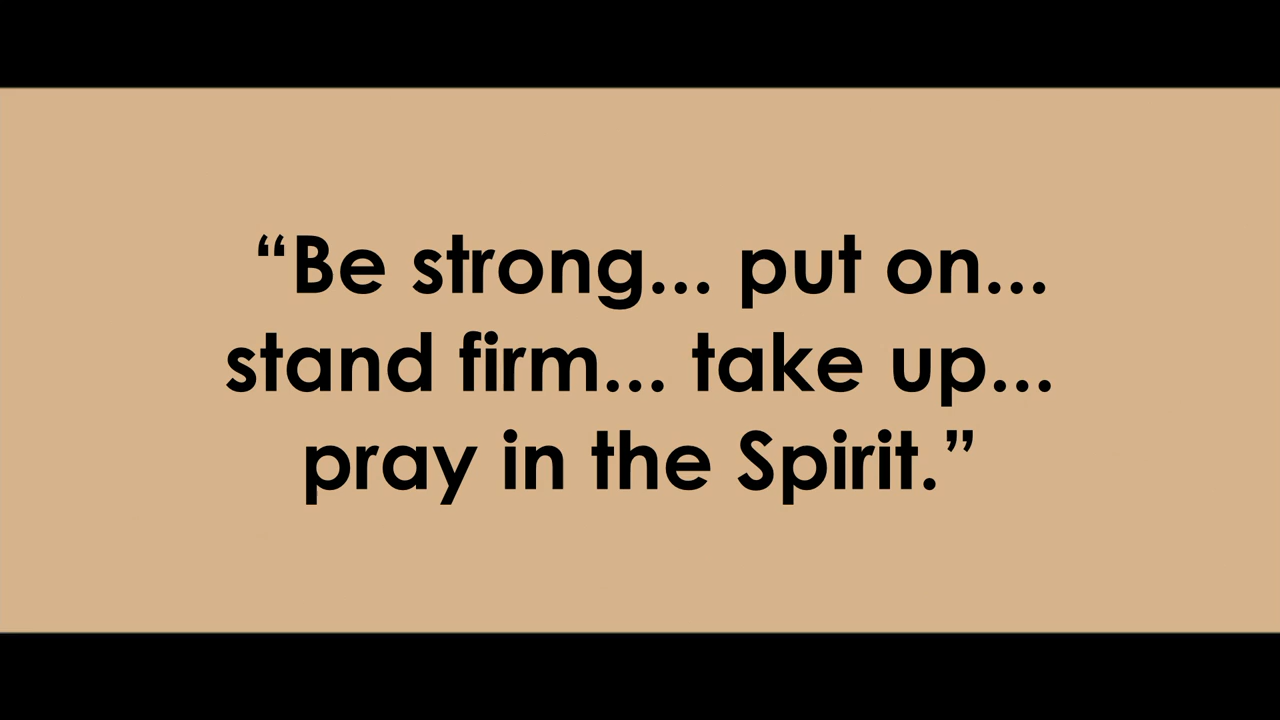 “Be strong... put on...
stand firm... take up...
pray in the Spirit.”